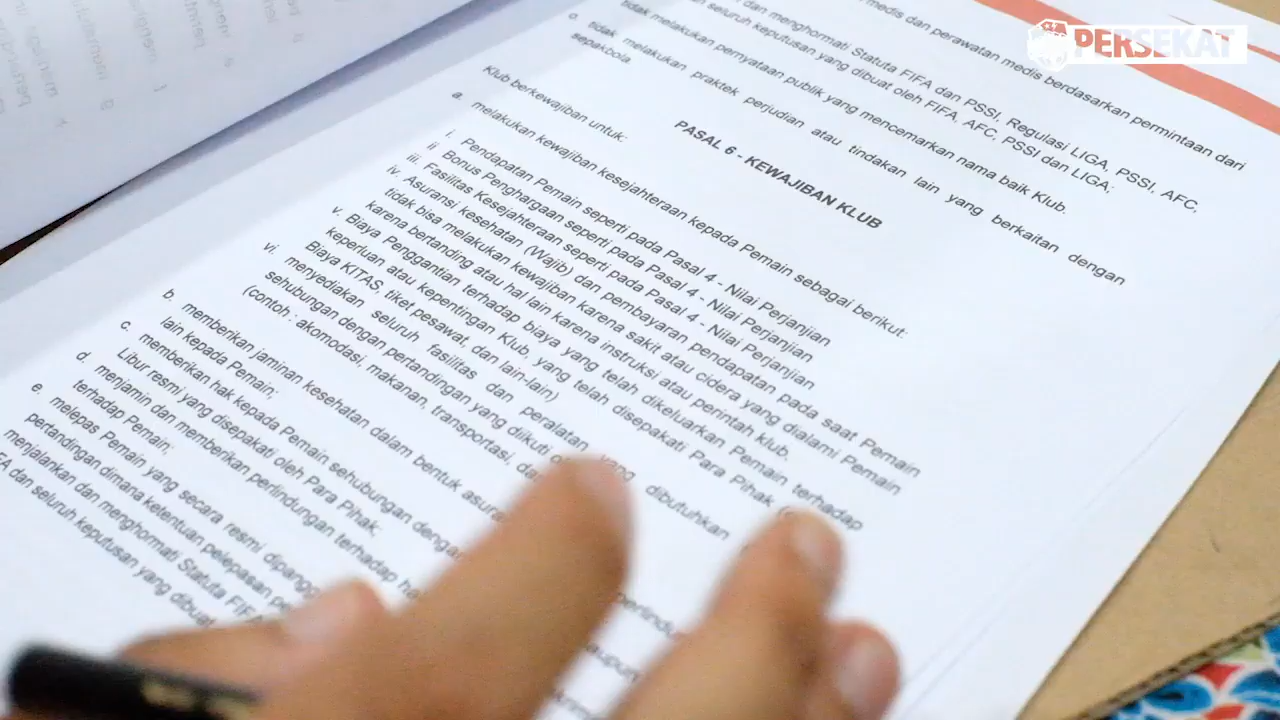 PERSEKAT
medis dan perawatan medis berdasarkan permintaan dari
dan menghormati Statuta FIFA dan PSSI, Regulasi LIGA, PSSI, AFC,
seluruh keputusan yang dibuat oleh FIFA, AFC, PSSI dan LIGA;
tidak melakukan pernyataan publik yang mencemarkan nama baik Klub.
o. tidak melakukan praktek perjudian atau tindakan lain yang berkaitan dengan
sepakbola
PASAL 6 - KEWAJIBAN KLUB
Klub berkewajiban untuk:
a. melakukan kewajiban kesejahteraan kepada Pemain sebagai berikut:
i. Pendapatan Pemain seperti pada Pasal 4 - Nilai Perjanjian
ii Bonus Penghargaan seperti pada Pasal 4 - Nilai Perjanjian
iii. Fasilitas Kesejahteraan seperti pada Pasal 4 - Nilai Perjanjian
iv. Asuransi kesehatan (Wajib) dan pembayaran pendapatan pada saat Pemain
tidak bisa melakukan kewajiban karena sakit atau cidera yang dialami Pemain
karena bertanding atau hal lain karena instruksi atau perintah klub.
v. Biaya Penggantian terhadap biaya yang telah dikeluarkan Pemain terhadap
keperluan atau kepentingan Klub, yang telah disepakati Para Pihak
Biaya KITAS, tiket pesawat, dan lain-lain)
vi. menyediakan seluruh fasilitas dan peralatan yang dibutuhkan
sehubungan dengan pertandingan yang diikuti
(contoh : akomodasi, makanan, transportasi,
b. memberikan jaminan kesehatan dalam bentuk
lain kepada Pemain;
c. memberikan hak kepada Pemain sehubungan dengan
Libur resmi yang disepakati oleh Para Pihak;
d menjamin dan memberikan perlindungan terhadap
terhadap Pemain;
e. melepas Pemain yang secara resmi
pertandingan dimana ketentuan pelepasan
menjalankan dan menghormati Statuta FIFA
dan seluruh keputusan yang dibuat